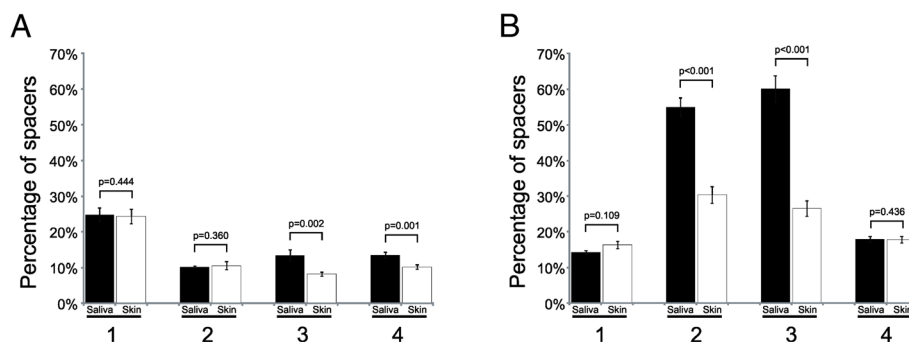 A
Percentage of spacers
70%
60%
50%
40%
30%
20%
10%
0%
p=0.444
p=0.360
p=0.002
p=0.001
Saliva Skin Saliva Skin Saliva Skin Saliva Skin
1 2 3 4
B
Percentage of spacers
70%
60%
50%
40%
30%
20%
10%
0%
p=0.109
p<0.001
p<0.001
p=0.436
Saliva Skin Saliva Skin Saliva Skin Saliva Skin
1 2 3 4